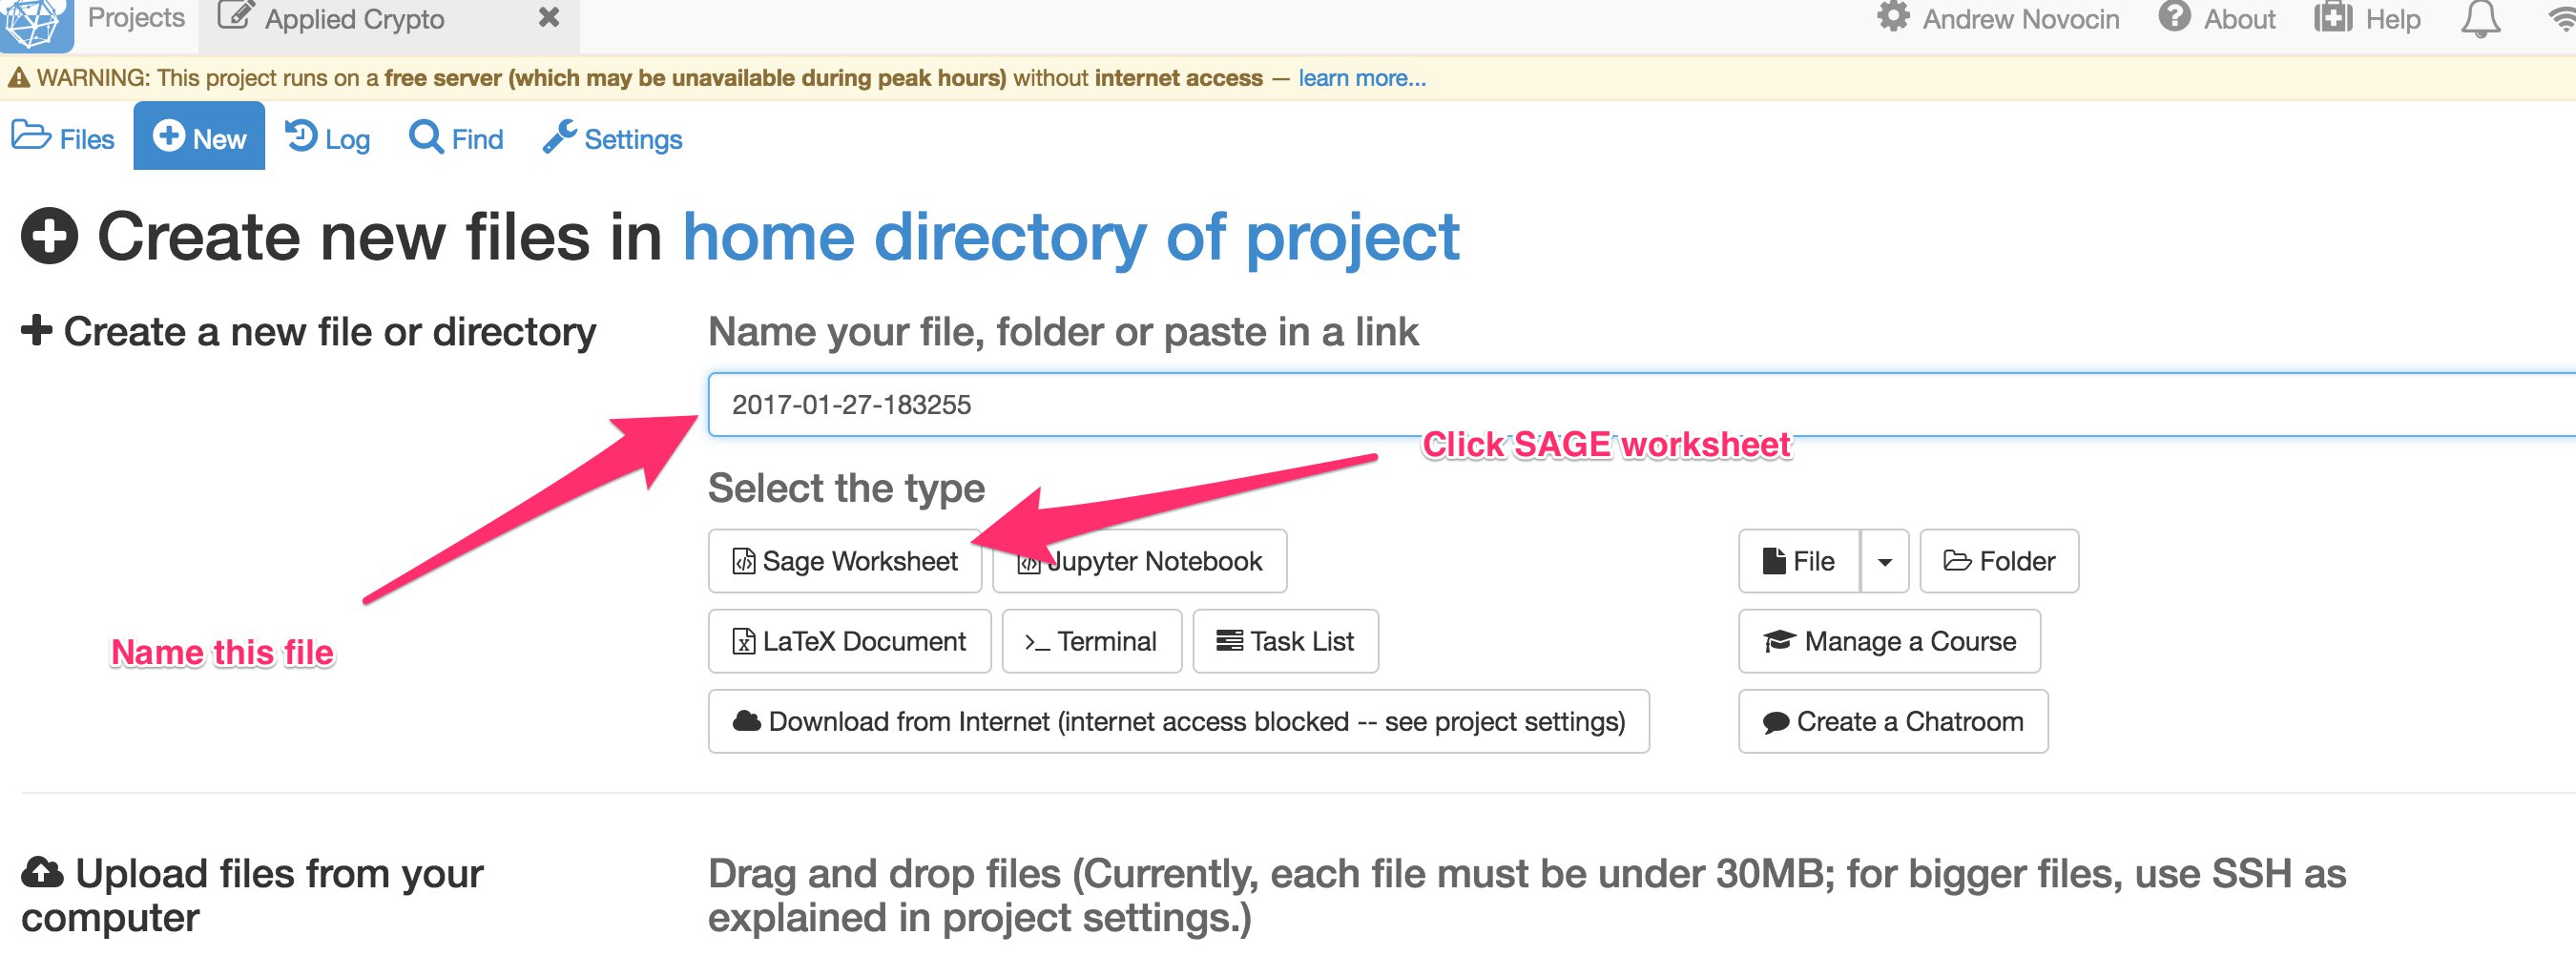 Projects Applied Crypto Andrew Novocin About Help
WARNING: This project runs on a free server (which may be unavailable during peak hours) without internet access — learn more...
Files New Log Find Settings
Create new files in home directory of project
Create a new file or directory
Name your file, folder or paste in a link
2017-01-27-183255
Click SAGE worksheet
Select the type
Sage Worksheet Jupyter Notebook File Folder
Name this file
LaTeX Document Terminal Task List Manage a Course
Download from Internet (internet access blocked -- see project settings) Create a Chatroom
Upload files from your
computer
Drag and drop files (Currently, each file must be under 30MB; for bigger files, use SSH as
explained in project settings.)